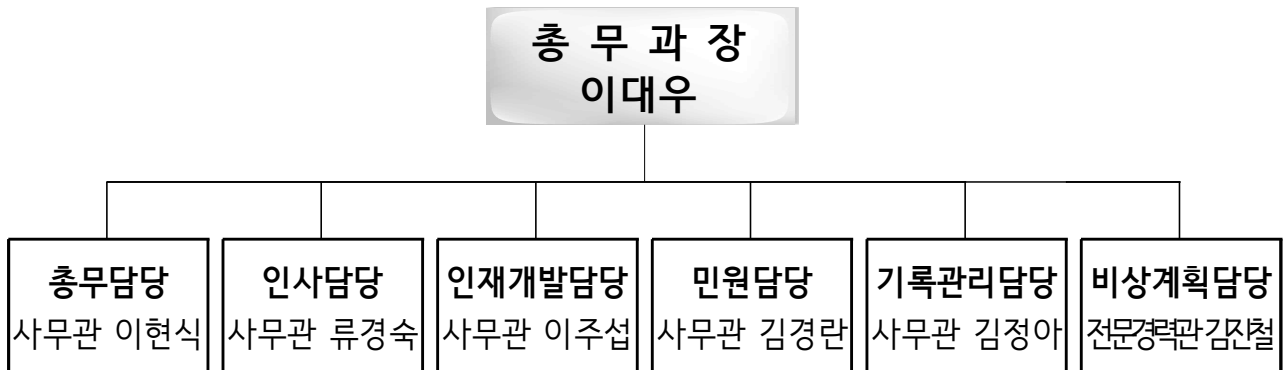 총 무 과 장
이대우
총무담당
사무관 이현식
인사담당
사무관 류경숙
인재개발담당
사무관 이주섭
민원담당
사무관 김경란
기록관리담당
사무관 김정아
비상계획담당
전문경력관 김진철